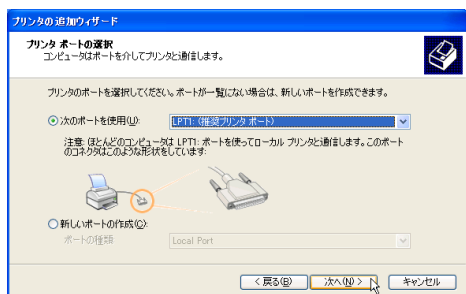 プリンタの追加ウィザード
プリンタ ポートの選択
コンピュータはポートを介してプリンタと通信します。
プリンタのポートを選択してください。ポートが一覧にない場合は、新しいポートを作成できます。
次のポートを使用(U):
LPT1: (推奨プリンタ ポート)
注意: ほとんどのコンピュータは LPT1: ポートを使ってローカル プリンタと通信します。このポート
のコネクタはこのような形状をしています:
新しいポートの作成(C):
ポートの種類
Local Port
< 戻る(B)
次へ(N) >
キャンセル